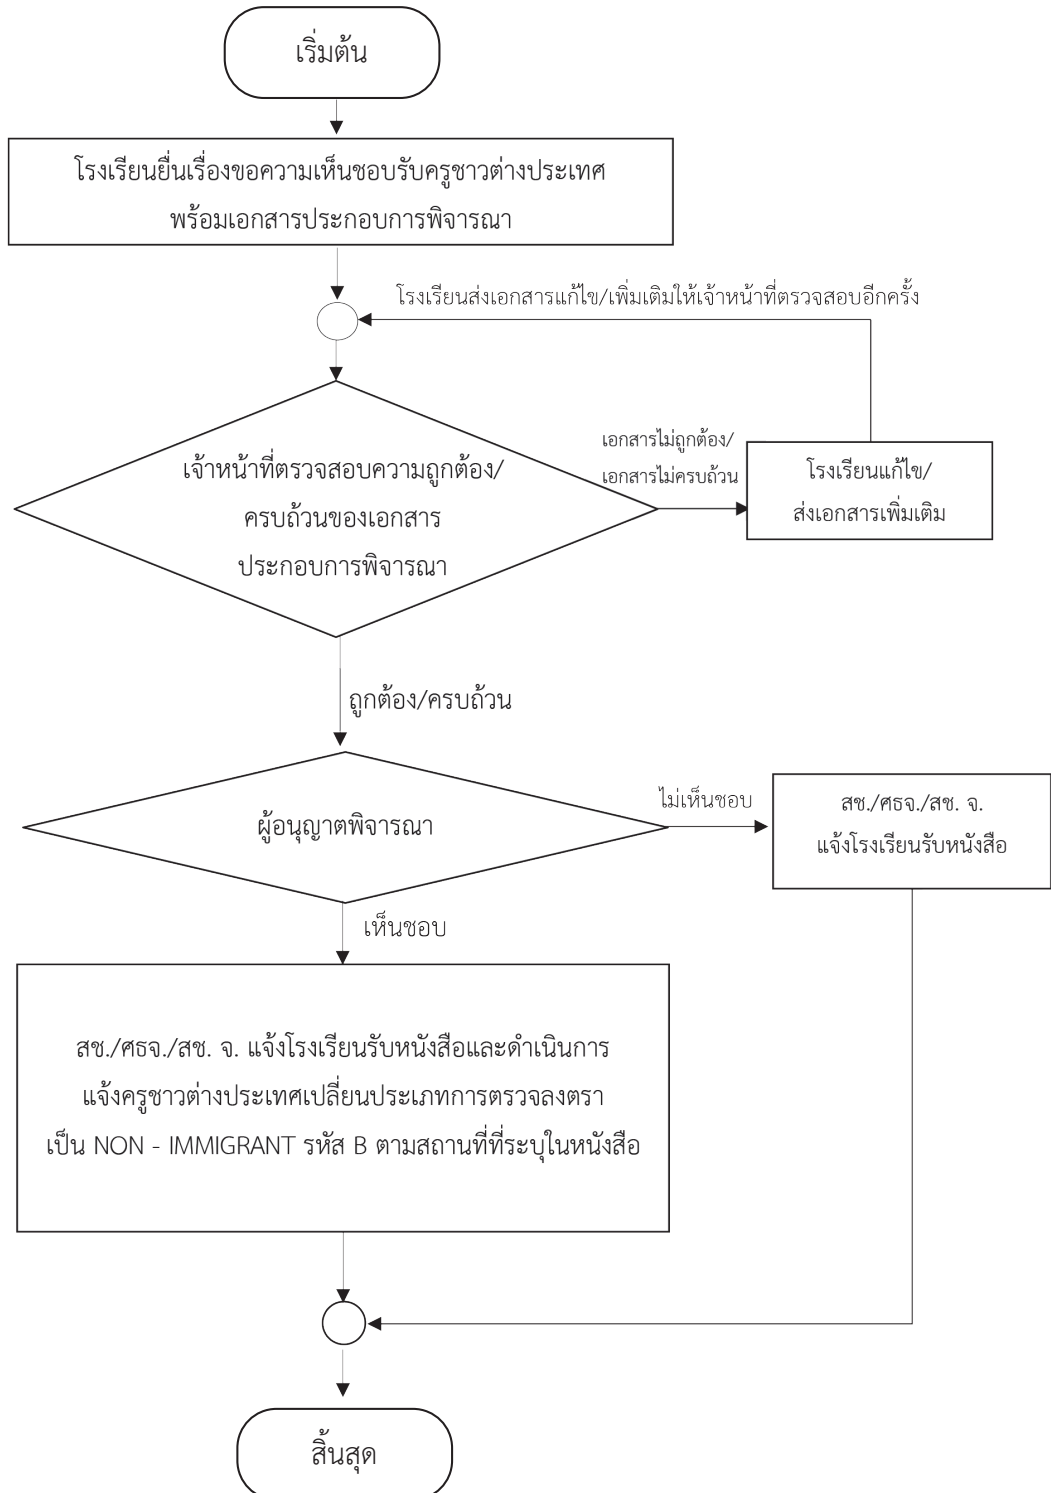 เริ่มต้น
โรงเรียนยื่นเรื่องขอความเห็นชอบรับครูชาวต่างประเทศ
พร้อมเอกสารประกอบการพิจารณา
โรงเรียนส่งเอกสารแก้ไข/เพิ่มเติมให้เจ้าหน้าที่ตรวจสอบอีกครั้ง
เจ้าหน้าที่ตรวจสอบความถูกต้อง/
ครบถ้วนของเอกสาร
ประกอบการพิจารณา
เอกสารไม่ถูกต้อง/
เอกสารไม่ครบถ้วน
โรงเรียนแก้ไข/
ส่งเอกสารเพิ่มเติม
ถูกต้อง/ครบถ้วน
ผู้อนุญาตพิจารณา
ไม่เห็นชอบ
สช./ศธจ./สช. จ.
แจ้งโรงเรียนรับหนังสือ
เห็นชอบ
สช./ศธจ./สช. จ. แจ้งโรงเรียนรับหนังสือและดำเนินการ
แจ้งครูชาวต่างประเทศเปลี่ยนประเภทการตรวจลงตรา
เป็น NON - IMMIGRANT รหัส B ตามสถานที่ที่ระบุในหนังสือ
สิ้นสุด